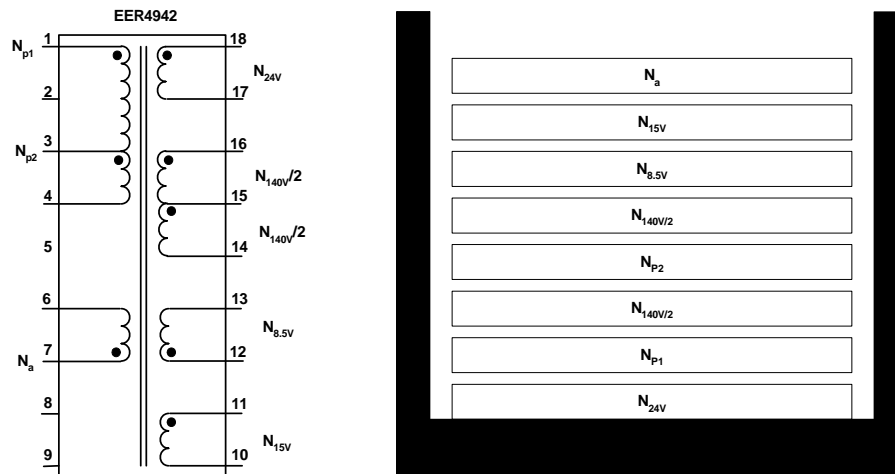 EER4942
N_p1
1
18
N_24V
2
17
N_p2
3
16
N_140V/2
4
15
N_140V/2
5
14
6
13
N_8.5V
7
12
N_a
8
11
N_15V
9
10
N_a
N_15V
N_8.5V
N_140V/2
N_P2
N_140V/2
N_P1
N_24V